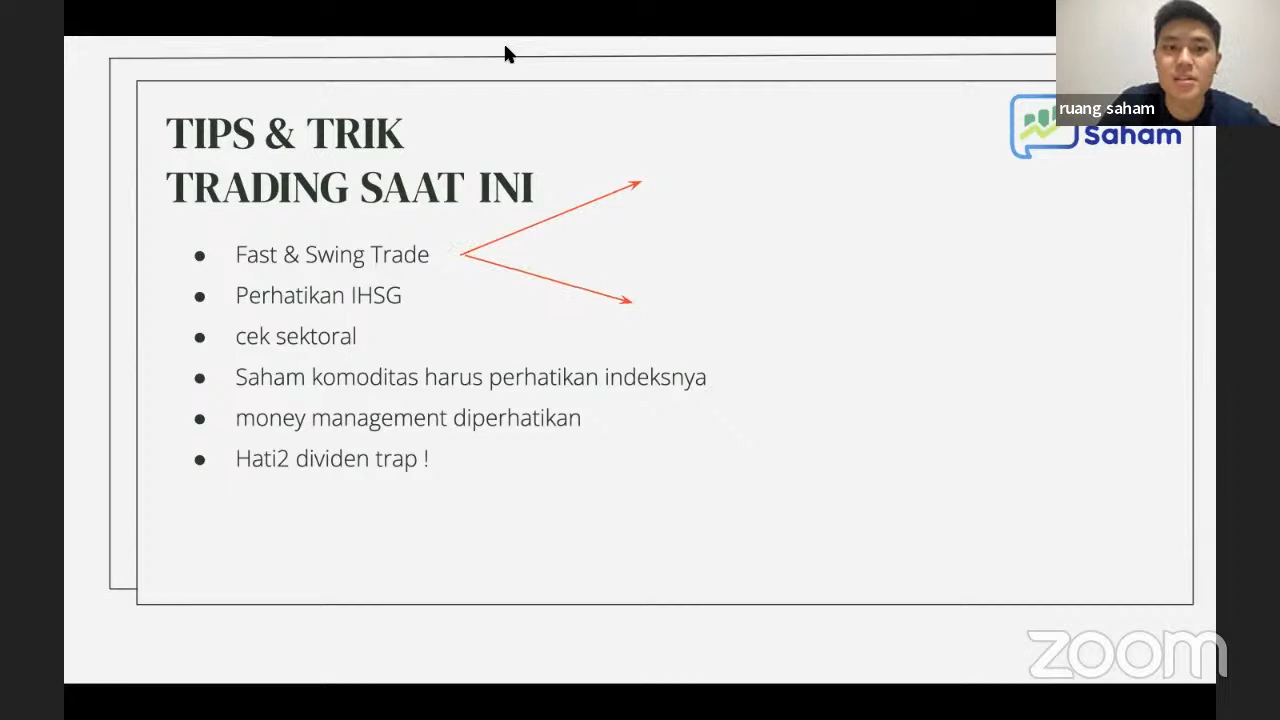 ruang saham
Saham
TIPS & TRIK
TRADING SAAT INI
Fast & Swing Trade
Perhatikan IHSG
cek sektoral
Saham komoditas harus perhatikan indeksnya
money management diperhatikan
Hati2 dividen trap !
zoom